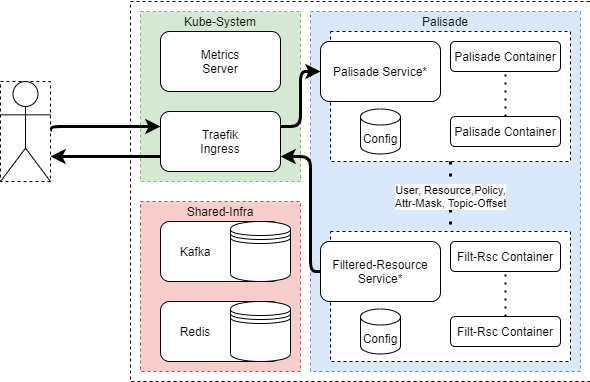 Kube-System
Metrics
Server
Traefik
Ingress
Shared-Infra
Kafka
Redis
Palisade
Palisade Service*
Config
Palisade Container
Palisade Container
User, Resource,Policy,
Attr-Mask, Topic-Offset
Filtered-Resource
Service*
Config
Filt-Rsc Container
Filt-Rsc Container